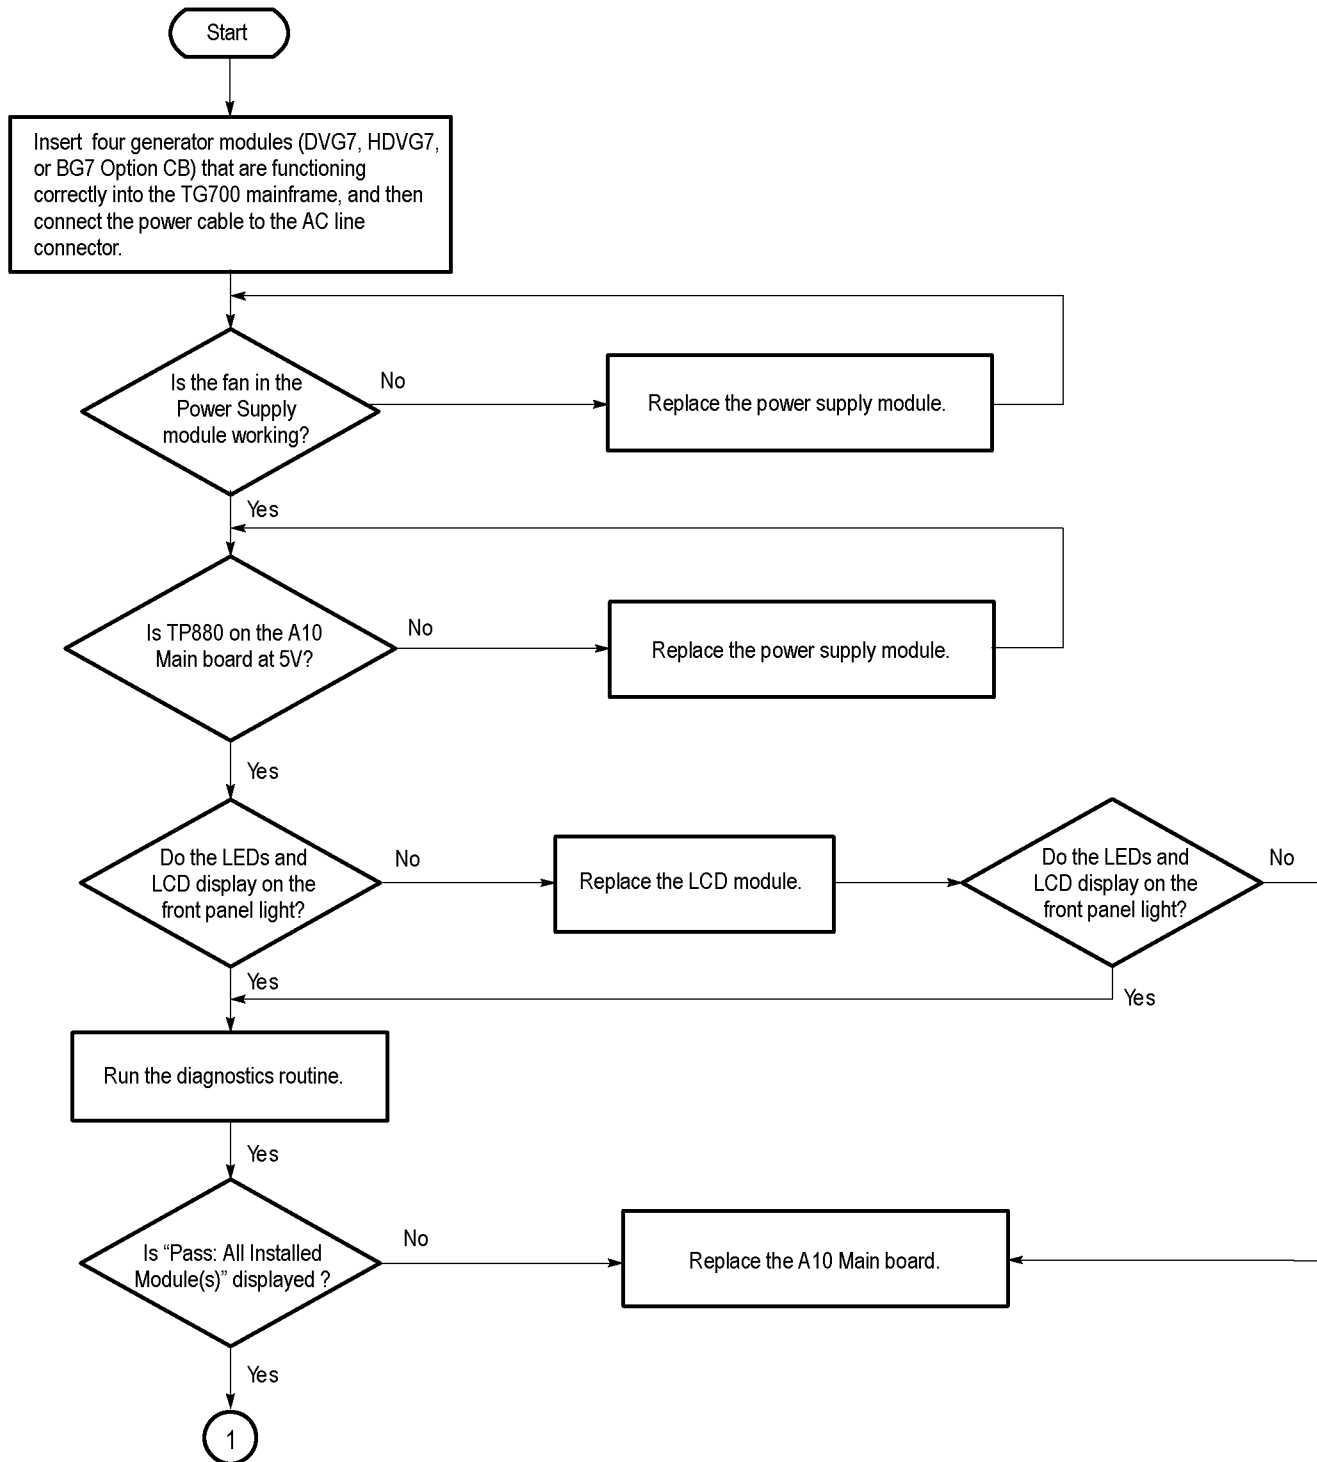 Start
Insert four generator modules (DVG7, HDVG7,
or BG7 Option CB) that are functioning
correctly into the TG700 mainframe, and then
connect the power cable to the AC line
connector.
Is the fan in the
Power Supply
module working?
No
Replace the power supply module.
Yes
Is TP880 on the A10
Main board at 5V?
No
Replace the power supply module.
Yes
Do the LEDs and
LCD display on the
front panel light?
No
Replace the LCD module.
Do the LEDs and
LCD display on the
front panel light?
No
Yes
Yes
Run the diagnostics routine.
Yes
Is “Pass: All Installed
Module(s)” displayed ?
No
Replace the A10 Main board.
Yes
1